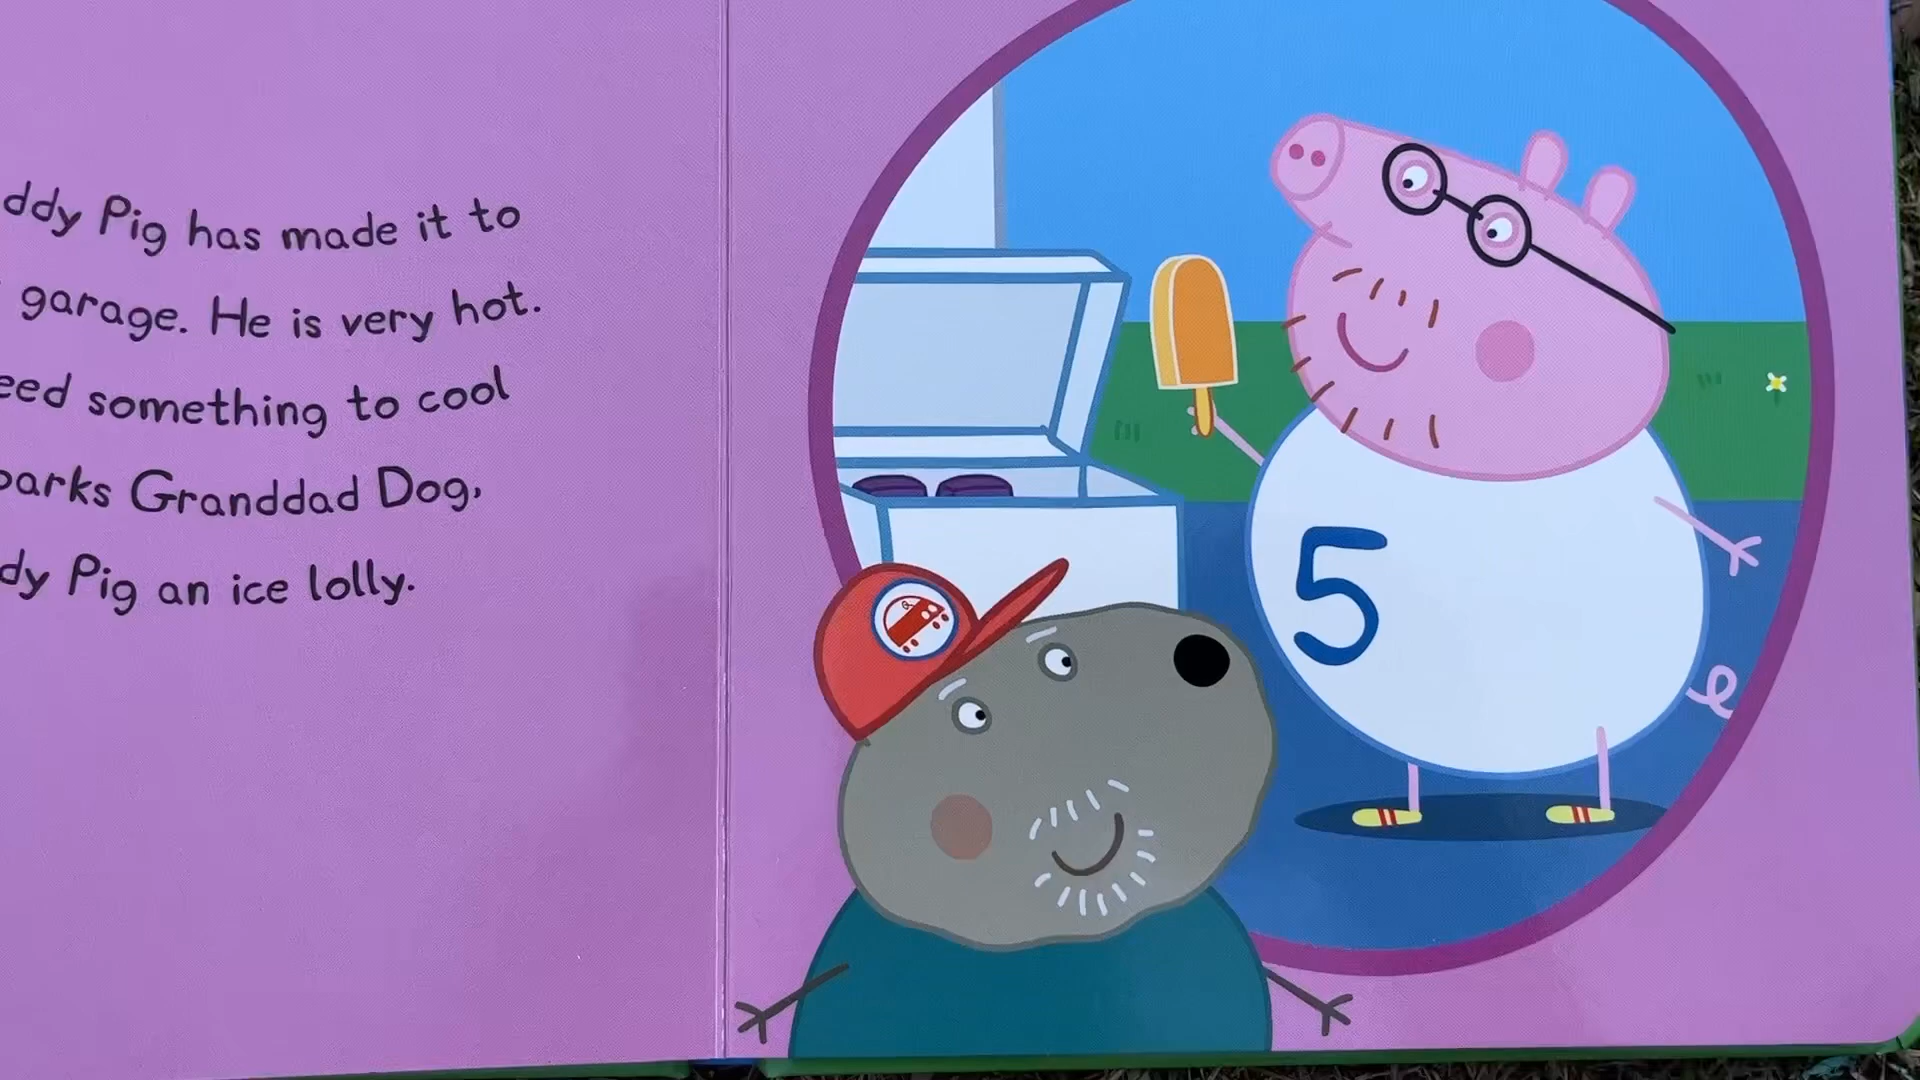 ddy Pig has made it to
garage. He is very hot.
eed something to cool
barks Granddad Dog,
dy Pig an ice lolly.
5